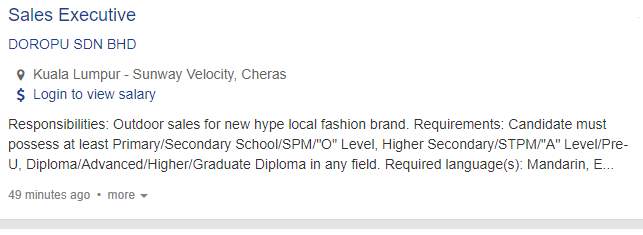 Sales Executive
DOROPU SDN BHD
Kuala Lumpur - Sunway Velocity, Cheras
$ Login to view salary
Responsibilities: Outdoor sales for new hype local fashion brand. Requirements: Candidate must
possess at least Primary/Secondary School/SPM/"O" Level, Higher Secondary/STPM/"A" Level/Pre-
U, Diploma/Advanced/Higher/Graduate Diploma in any field. Required language(s): Mandarin, E...
49 minutes ago • more